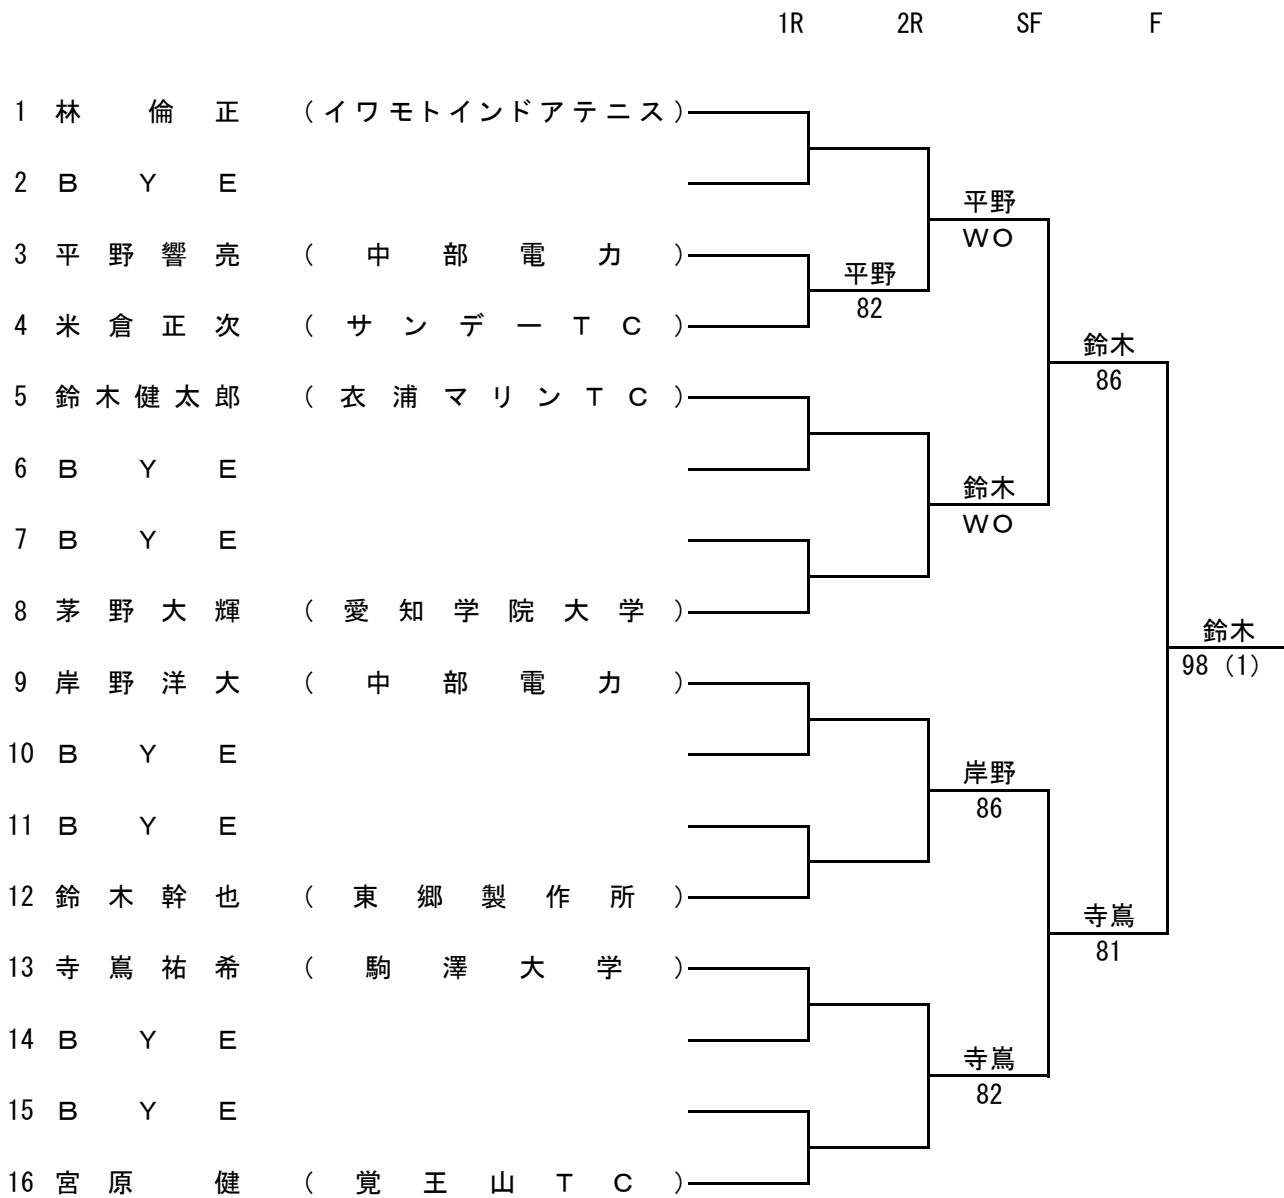 1R 2R SF F
1 林 倫 正 (イワモトインドアテニス)
2 B Y E
平野
WO
3 平 野 響 亮 ( 中 部 電 力 )
平野
82
4 米 倉 正 次 ( サ ン デ ー T C )
鈴木
86
5 鈴 木 健 太 郎 ( 衣 浦 マ リ ン T C )
6 B Y E
鈴木
WO
7 B Y E
8 茅 野 大 輝 ( 愛 知 学 院 大 学 )
鈴木
98 (1)
9 岸 野 洋 大 ( 中 部 電 力 )
10 B Y E
岸野
86
11 B Y E
12 鈴 木 幹 也 ( 東 郷 製 作 所 )
寺嶌
81
13 寺 嶌 祐 希 ( 駒 澤 大 学 )
14 B Y E
寺嶌
82
15 B Y E
16 宮 原 健 ( 覚 王 山 T C )